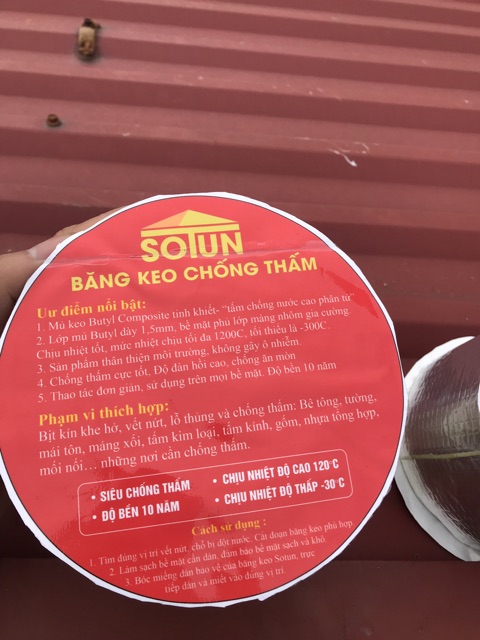 SOTUN
BĂNG KEO CHỐNG THẤM
Ưu điểm nổi bật:
1. Mủ keo Butyl Composite tinh khiết- “tấm chống nước cao phân tử”
2. Lớp mủ Butyl dày 1,5mm, bề mặt phủ lớp màng nhôm gia cường.
Chịu nhiệt tốt, mức nhiệt chịu tối đa 1200C, tối thiểu là -300C.
3. Sản phẩm thân thiện môi trường, không gây ô nhiễm.
4. Chống thấm cực tốt. Độ đàn hồi cao, chống ăn mòn
5. Thao tác đơn giản, sử dụng trên mọi bề mặt. Độ bền 10 năm
Phạm vi thích hợp:
Bịt kín khe hở, vết nứt, lỗ thủng và chống thấm: Bê tông, tường,
mái tôn, máng xối, tấm kim loại, tấm kính, gốm, nhựa tổng hợp,
mối nối... những nơi cần chống thấm.
• SIÊU CHỐNG THẤM • CHỊU NHIỆT ĐỘ CAO 120°C
• ĐỘ BỀN 10 NĂM • CHỊU NHIỆT ĐỘ THẤP -30°C
Cách sử dụng :
1. Tìm đúng vị trí vết nứt, chỗ bị dột nước. Cắt đoạn băng keo phù hợp
2. Làm sạch bề mặt cần dán, đảm bảo bề mặt sạch và khô.
3. Bóc miếng dán bảo vệ của băng keo Sotun, trực
tiếp dán và miết vào đúng vị trí